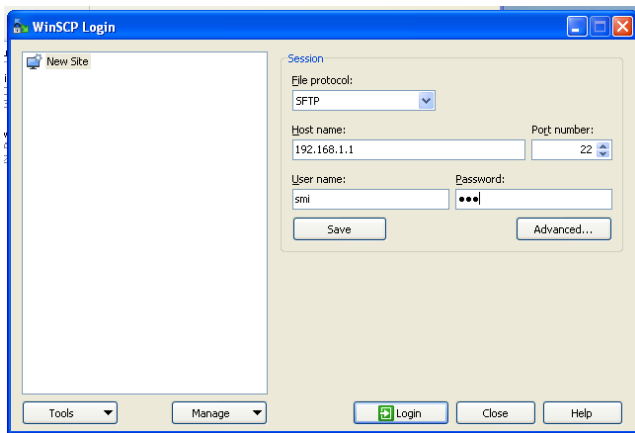 WinSCP Login
New Site
Session
File protocol:
SFTP
Host name:
Port number:
192.168.1.1
22
User name:
Password:
smi
●●●
Save
Advanced...
Tools
Manage
Login
Close
Help